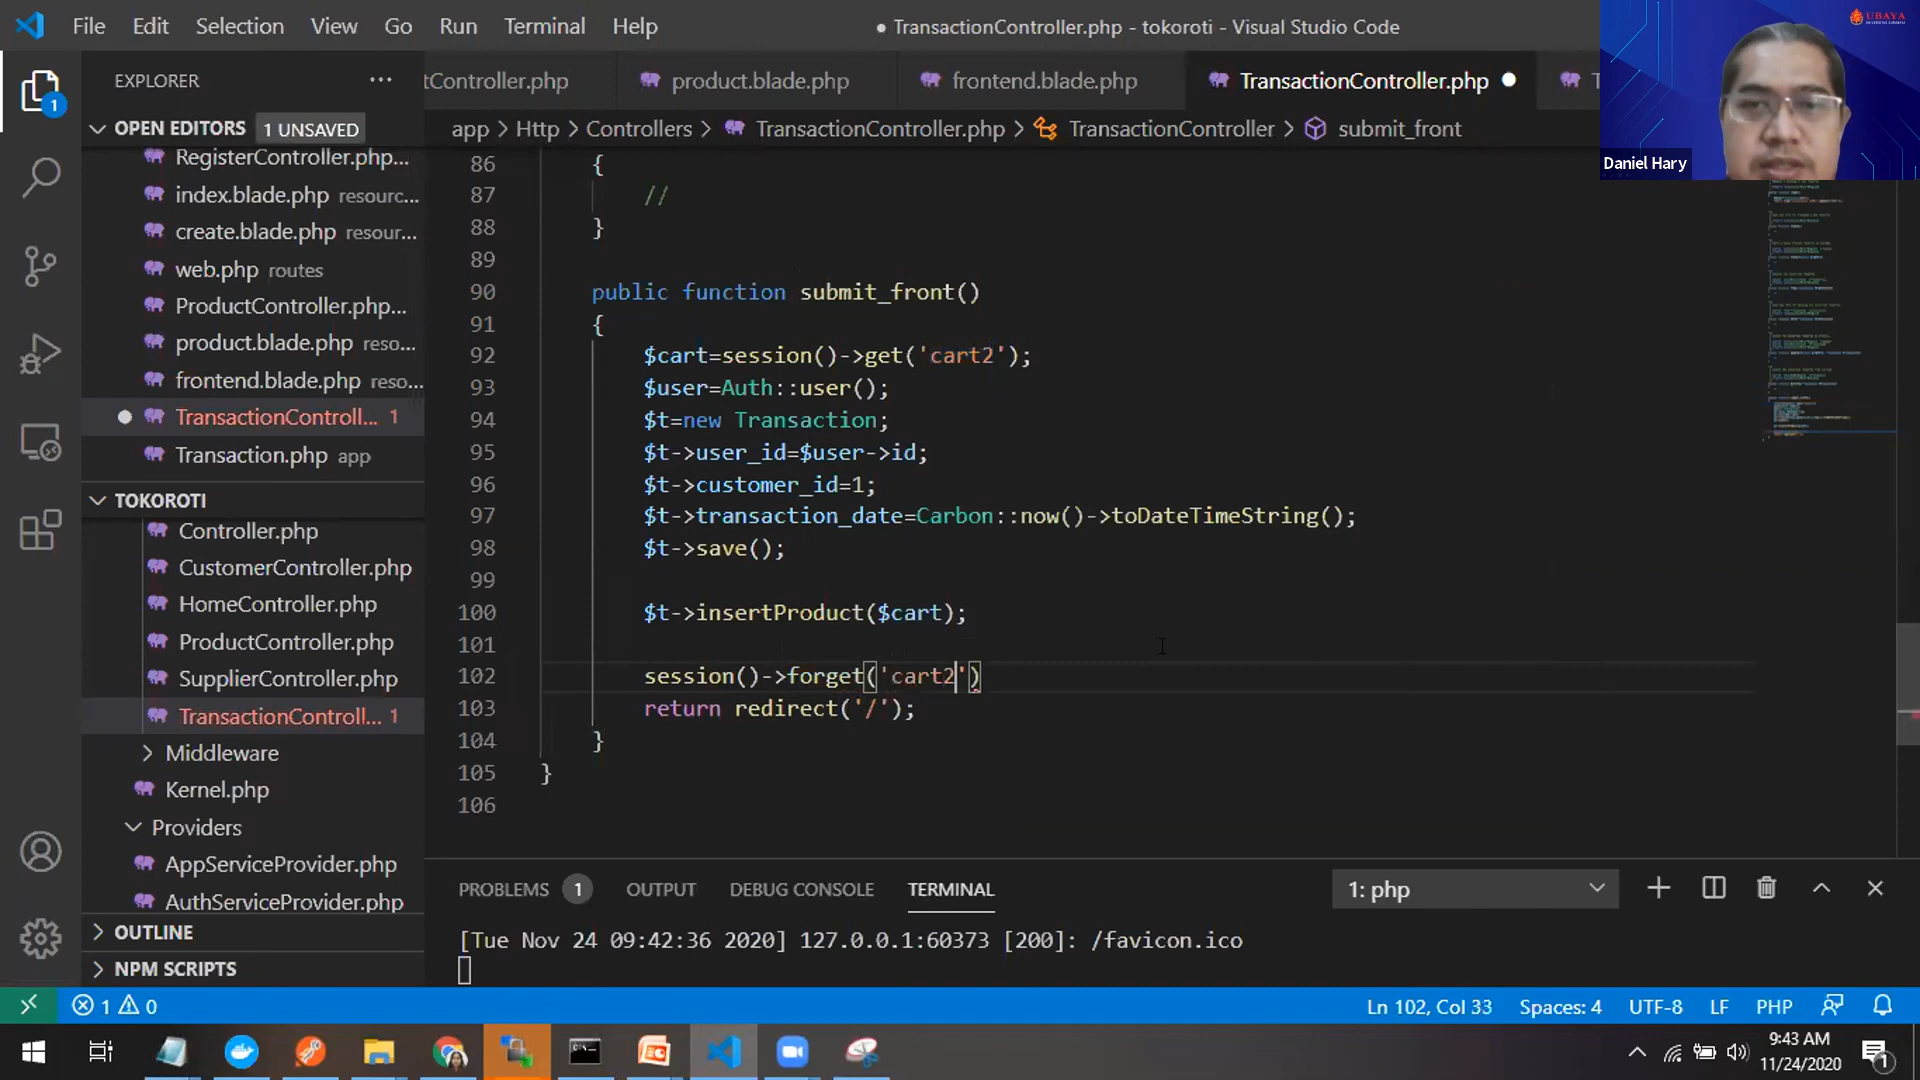 File Edit Selection View Go Run Terminal Help
● TransactionController.php - tokoroti - Visual Studio Code
UBAYA
Daniel Hary
EXPLORER ···
OPEN EDITORS 1 UNSAVED
RegisterController.php...
index.blade.php resourc...
create.blade.php resour...
web.php routes
ProductController.php...
product.blade.php reso...
frontend.blade.php reso...
TransactionControll... 1
Transaction.php app
TOKOROTI
Controller.php
CustomerController.php
HomeController.php
ProductController.php
SupplierController.php
TransactionControll... 1
Middleware
Kernel.php
Providers
AppServiceProvider.php
AuthServiceProvider.php
OUTLINE
NPM SCRIPTS
1
tController.php product.blade.php frontend.blade.php TransactionController.php ●
app > Http > Controllers > TransactionController.php > TransactionController > submit_front
86 {
87 //
88 }
89
90 public function submit_front()
91 {
92 $cart=session()->get('cart2');
93 $user=Auth::user();
94 $t=new Transaction;
95 $t->user_id=$user->id;
96 $t->customer_id=1;
97 $t->transaction_date=Carbon::now()->toDateTimeString();
98 $t->save();
99
100 $t->insertProduct($cart);
101
102 session()->forget('cart2')
103 return redirect('/');
104 }
105 }
106
PROBLEMS 1 OUTPUT DEBUG CONSOLE TERMINAL 1: php
[Tue Nov 24 09:42:36 2020] 127.0.0.1:60373 [200]: /favicon.ico
1 0 Ln 102, Col 33 Spaces: 4 UTF-8 LF PHP
9:43 AM
11/24/2020
1